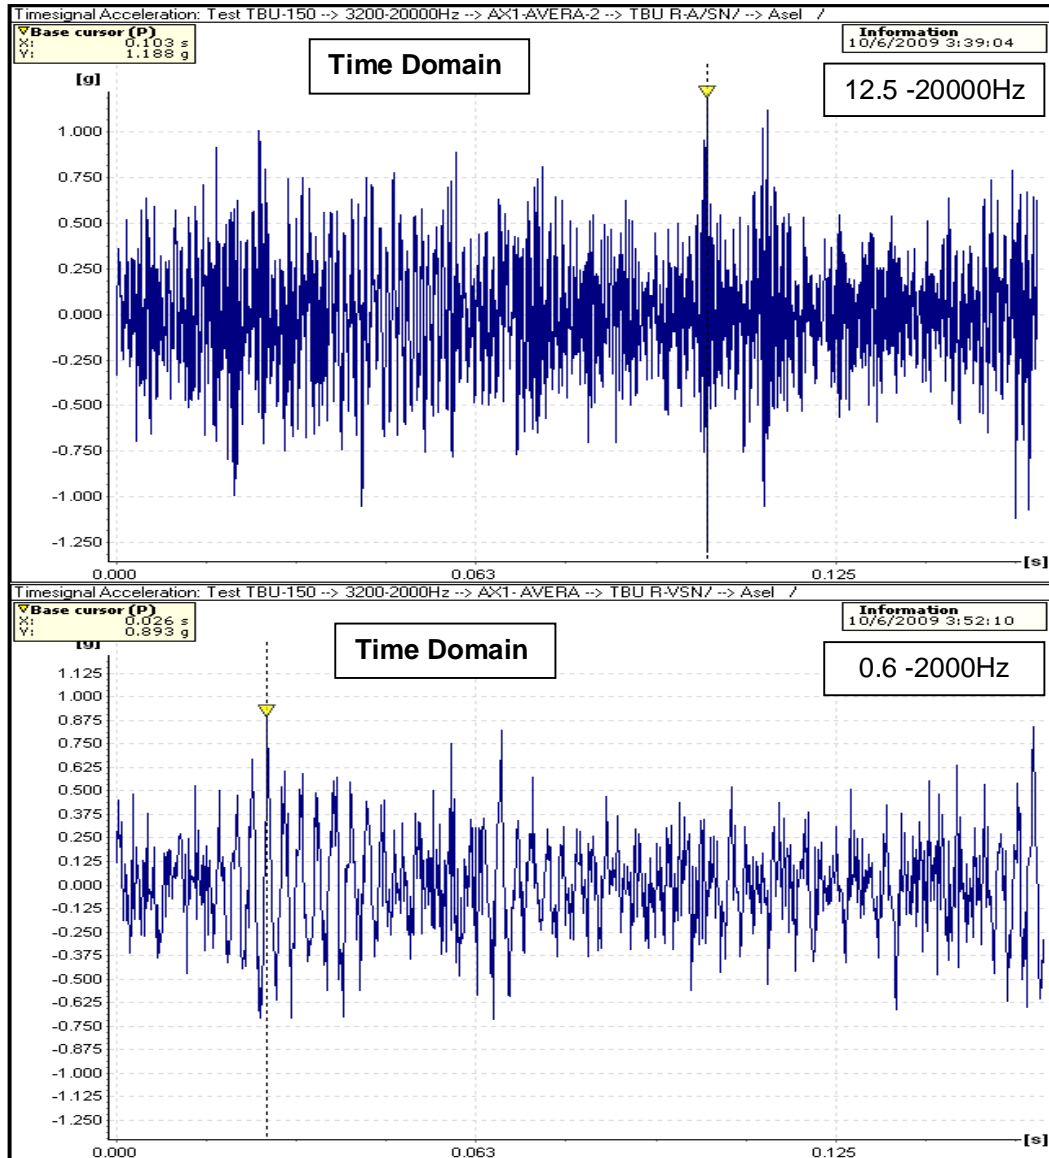 Timesignal Acceleration: Test TBU-150 --> 3200-20000Hz --> AX1-AVERA-2 --> TBU R-A/SN/ --> Asel /
Base cursor (P)
X: 0.103 s
Y: 1.188 g
Time Domain
Information
10/6/2009 3:39:04
12.5 -20000Hz
[g]
1.000
0.750
0.500
0.250
0.000
-0.250
-0.500
-0.750
-1.000
-1.250
0.000 0.063 0.125 [s]
Timesignal Acceleration: Test TBU-150 --> 3200-2000Hz --> AX1- AVERA --> TBU R-VSN/ --> Asel /
Base cursor (P)
X: 0.026 s
Y: 0.893 g
Time Domain
Information
10/6/2009 3:52:10
0.6 -2000Hz
[g]
1.125
1.000
0.875
0.750
0.625
0.500
0.375
0.250
0.125
0.000
-0.125
-0.250
-0.375
-0.500
-0.625
-0.750
-0.875
-1.000
-1.125
-1.250
0.000 0.063 0.125 [s]